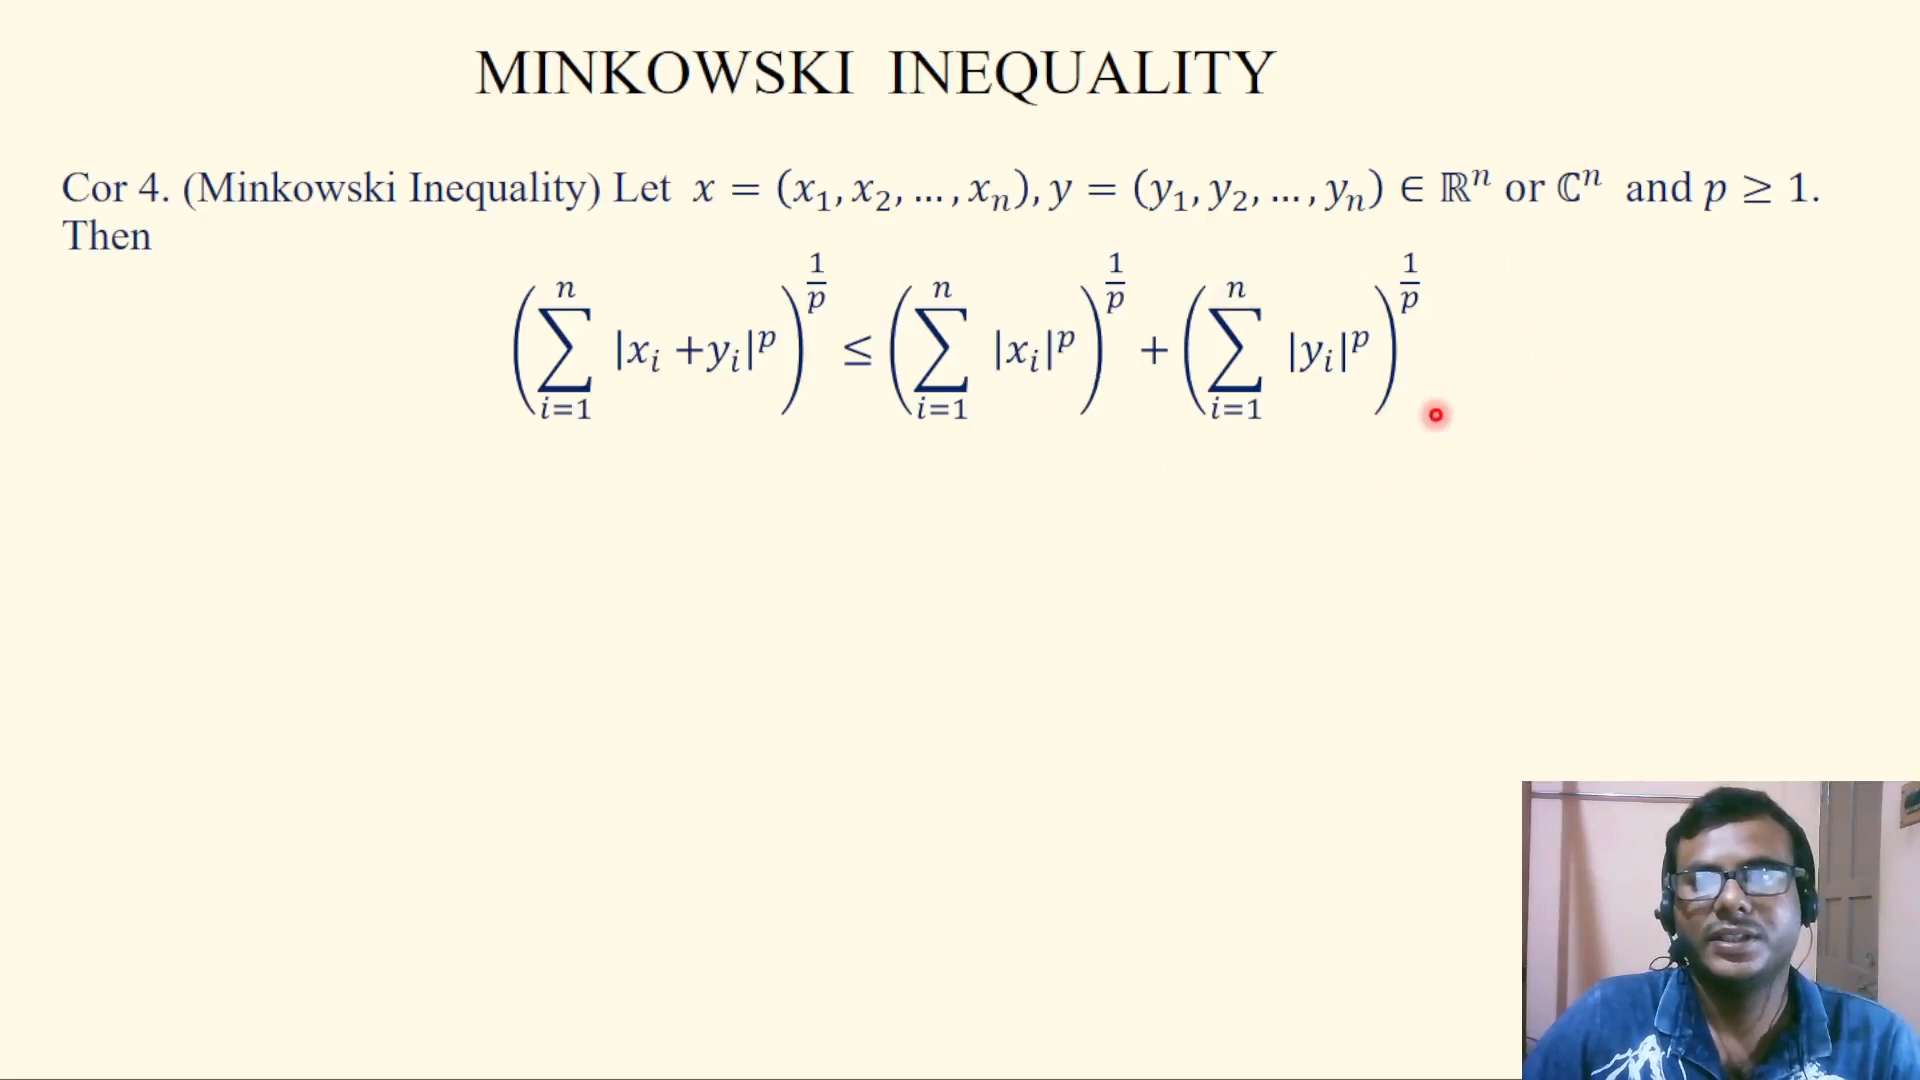 MINKOWSKI INEQUALITY
Cor 4. (Minkowski Inequality) Let x = (x₁, x₂, ... , xₙ), y = (y₁, y₂, ... , yₙ) ∈ ℝⁿ or ℂⁿ and p ≥ 1.
Then
(∑ᵢ₌₁ⁿ |xᵢ +yᵢ|ᵖ)^(1/p) ≤ (∑ᵢ₌₁ⁿ |xᵢ|ᵖ)^(1/p) + (∑ᵢ₌₁ⁿ |yᵢ|ᵖ)^(1/p)